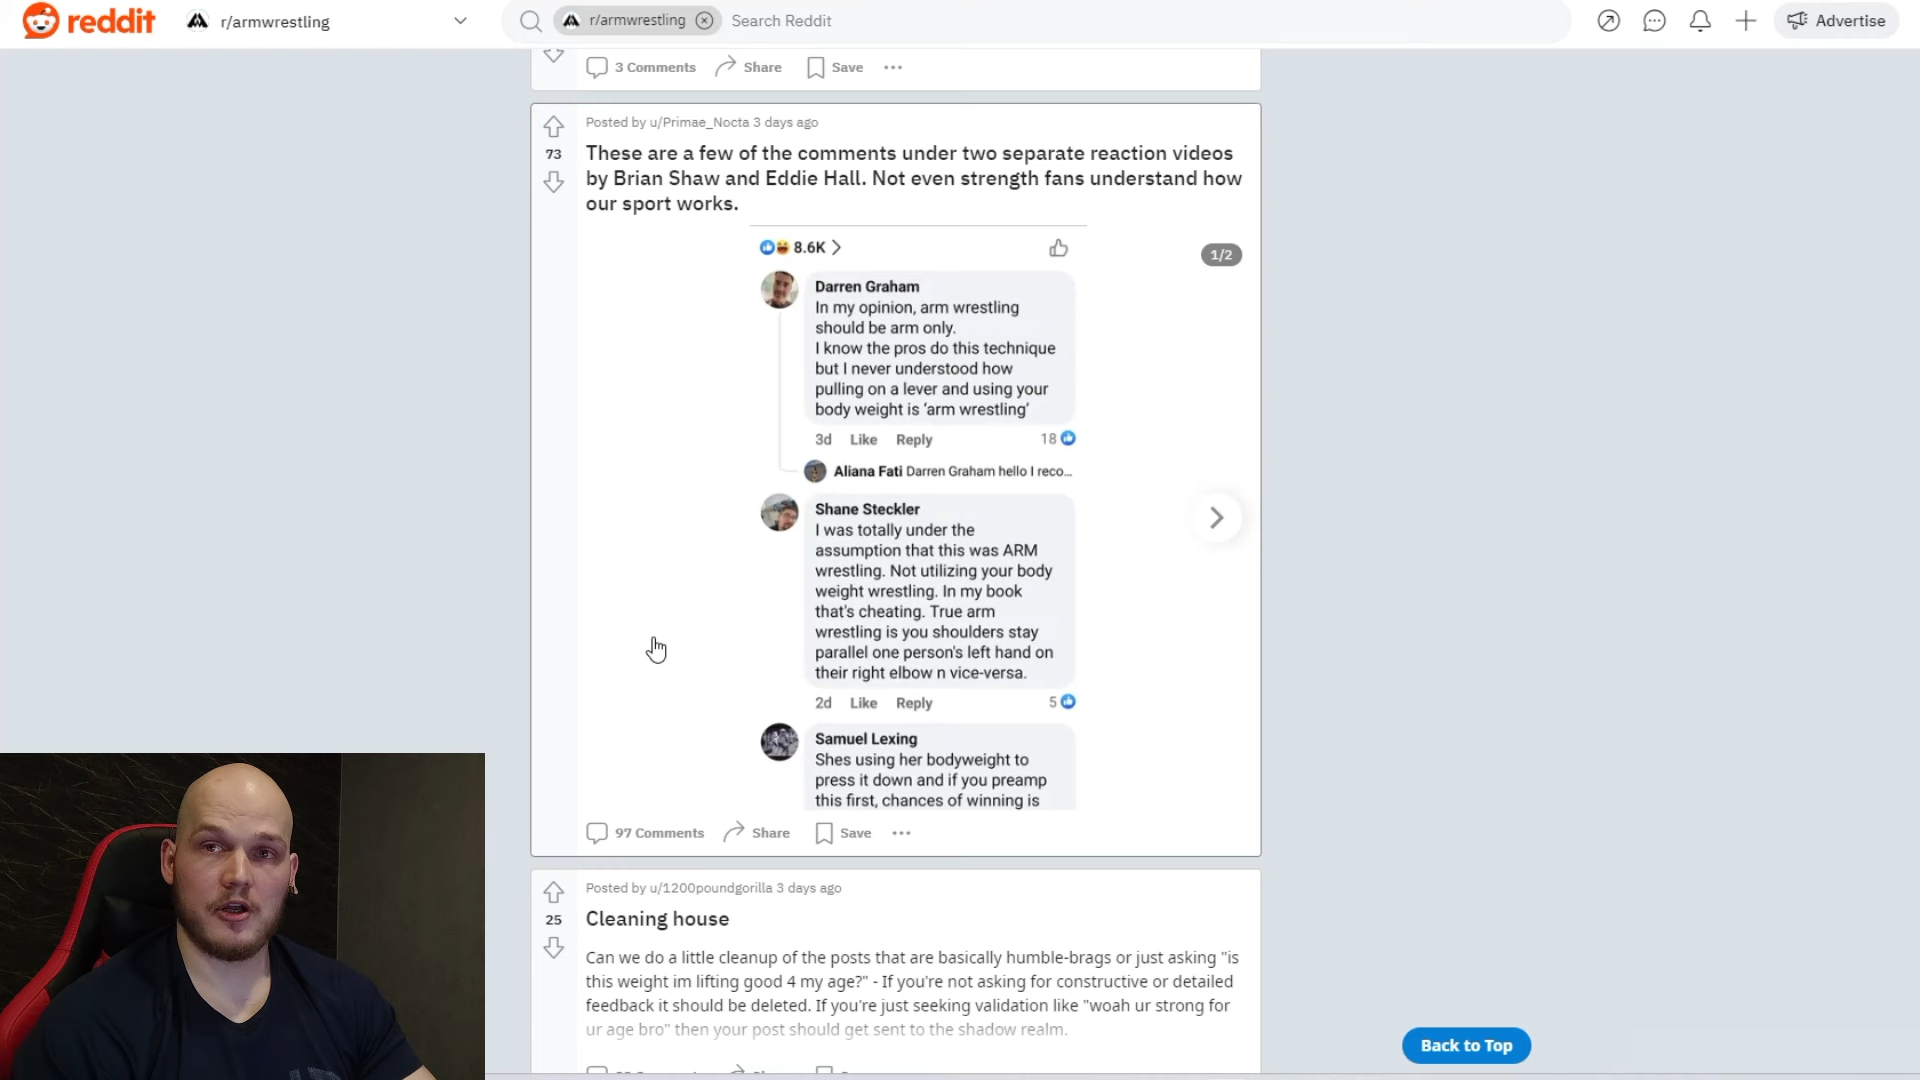 reddit
r/armwrestling
r/armwrestling
Search Reddit
Advertise
3 Comments
Share
Save
Posted by u/Primae_Nocta 3 days ago
73
These are a few of the comments under two separate reaction videos
by Brian Shaw and Eddie Hall. Not even strength fans understand how
our sport works.
8.6K
1/2
Darren Graham
In my opinion, arm wrestling
should be arm only.
I know the pros do this technique
but I never understood how
pulling on a lever and using your
body weight is ‘arm wrestling’
3d Like Reply 18
Aliana Fati Darren Graham hello I reco...
Shane Steckler
I was totally under the
assumption that this was ARM
wrestling. Not utilizing your body
weight wrestling. In my book
that's cheating. True arm
wrestling is you shoulders stay
parallel one person's left hand on
their right elbow n vice-versa.
2d Like Reply 5
Samuel Lexing
Shes using her bodyweight to
press it down and if you preamp
this first, chances of winning is
97 Comments
Share
Save
Posted by u/1200poundgorilla 3 days ago
25
Cleaning house
Can we do a little cleanup of the posts that are basically humble-brags or just asking "is
this weight im lifting good 4 my age?" - If you're not asking for constructive or detailed
feedback it should be deleted. If you're just seeking validation like "woah ur strong for
ur age bro" then your post should get sent to the shadow realm.
Back to Top